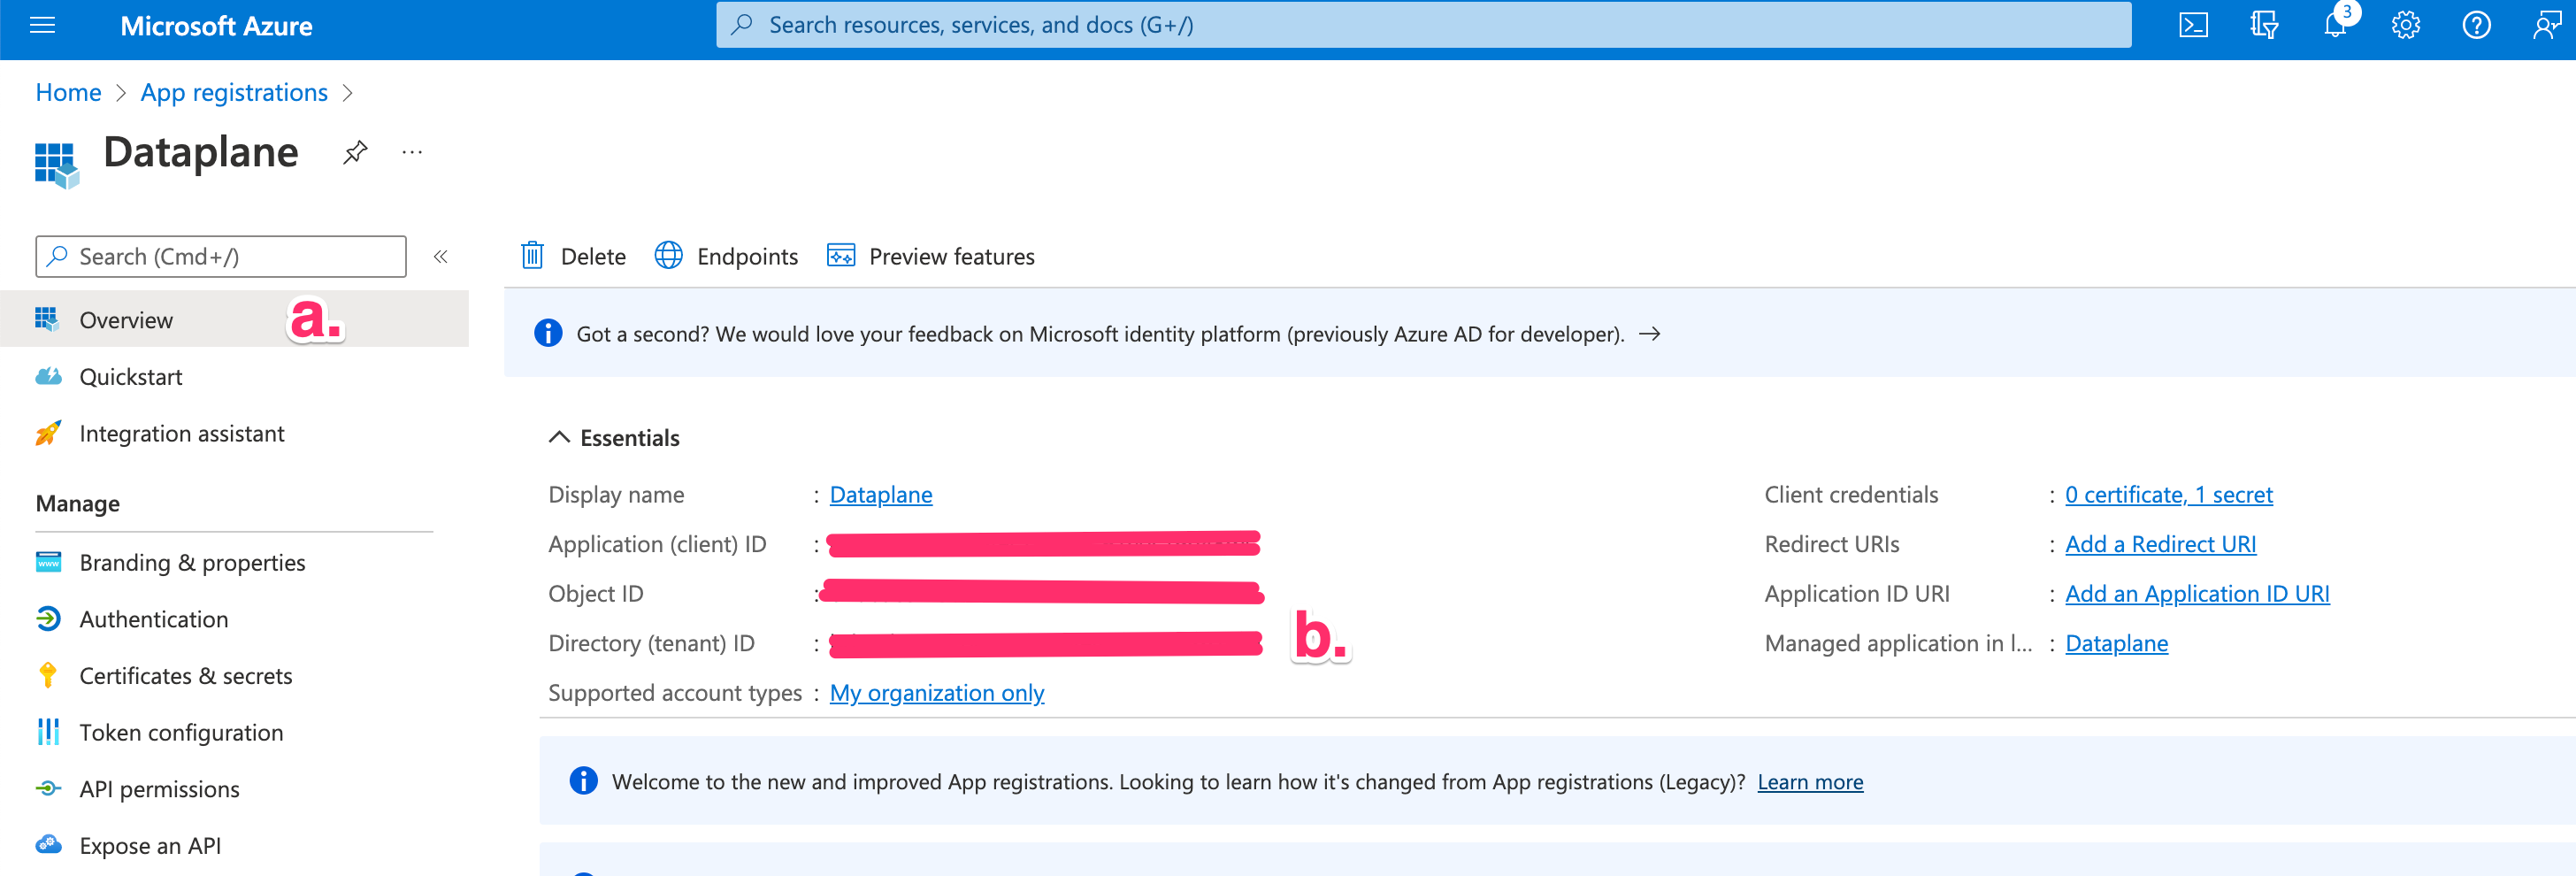 Microsoft Azure
Search resources, services, and docs (G+/)
3
Home > App registrations >
Dataplane
...
Search (Cmd+/)
«
Delete
Endpoints
Preview features
Overview
a.
Got a second? We would love your feedback on Microsoft identity platform (previously Azure AD for developer). →
Quickstart
Integration assistant
Manage
Branding & properties
Authentication
Certificates & secrets
Token configuration
API permissions
Expose an API
Essentials
Display name : Dataplane
Application (client) ID :
Object ID :
Directory (tenant) ID :
b.
Supported account types : My organization only
Client credentials : 0 certificate, 1 secret
Redirect URIs : Add a Redirect URI
Application ID URI : Add an Application ID URI
Managed application in l... : Dataplane
Welcome to the new and improved App registrations. Looking to learn how it's changed from App registrations (Legacy)? Learn more